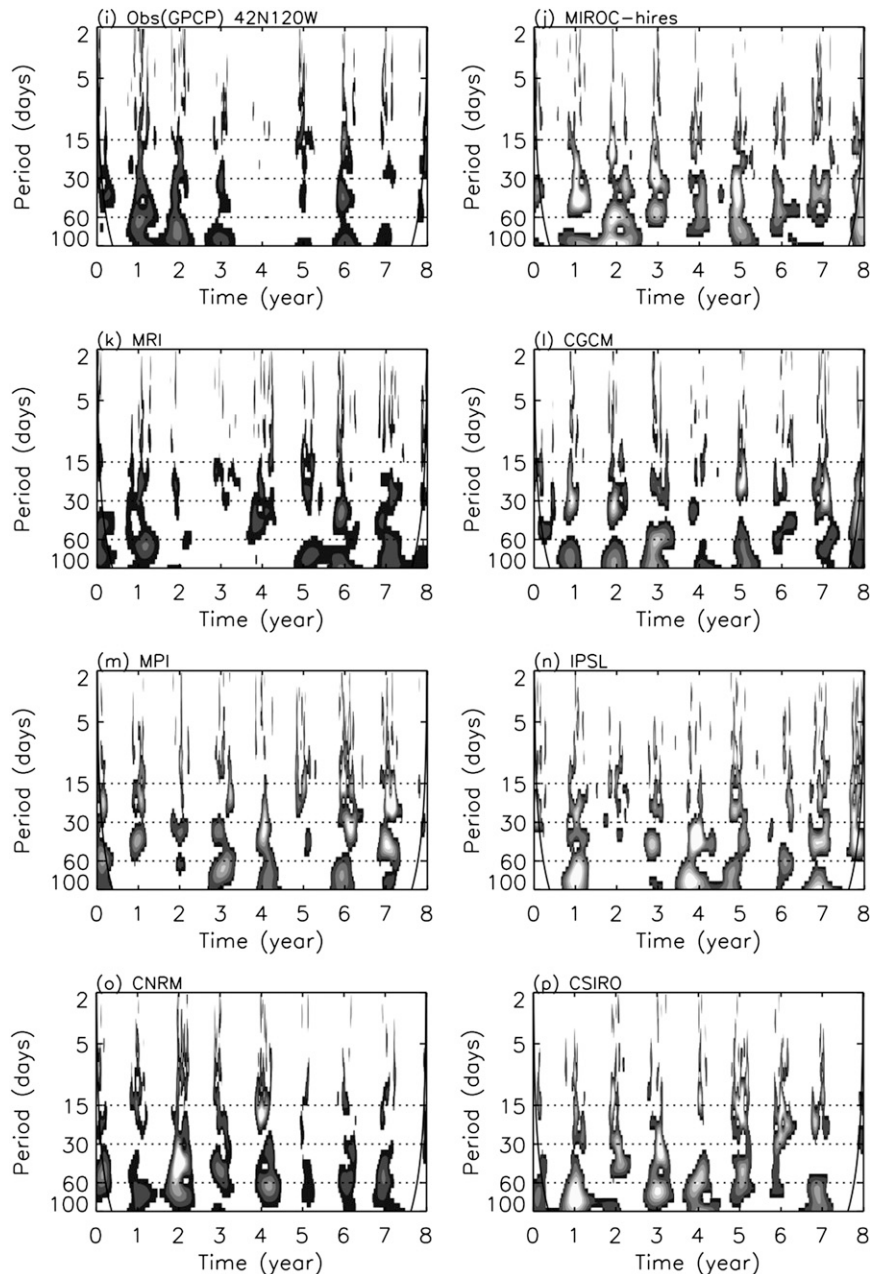 (i) Obs(GPCP) 42N120W
Period (days)
2
5
15
30
60
100
0 1 2 3 4 5 6 7 8
Time (year)
(j) MIROC-hires
Period (days)
2
5
15
30
60
100
0 1 2 3 4 5 6 7 8
Time (year)
(k) MRI
Period (days)
2
5
15
30
60
100
0 1 2 3 4 5 6 7 8
Time (year)
(l) CGCM
Period (days)
2
5
15
30
60
100
0 1 2 3 4 5 6 7 8
Time (year)
(m) MPI
Period (days)
2
5
15
30
60
100
0 1 2 3 4 5 6 7 8
Time (year)
(n) IPSL
Period (days)
2
5
15
30
60
100
0 1 2 3 4 5 6 7 8
Time (year)
(o) CNRM
Period (days)
2
5
15
30
60
100
0 1 2 3 4 5 6 7 8
Time (year)
(p) CSIRO
Period (days)
2
5
15
30
60
100
0 1 2 3 4 5 6 7 8
Time (year)